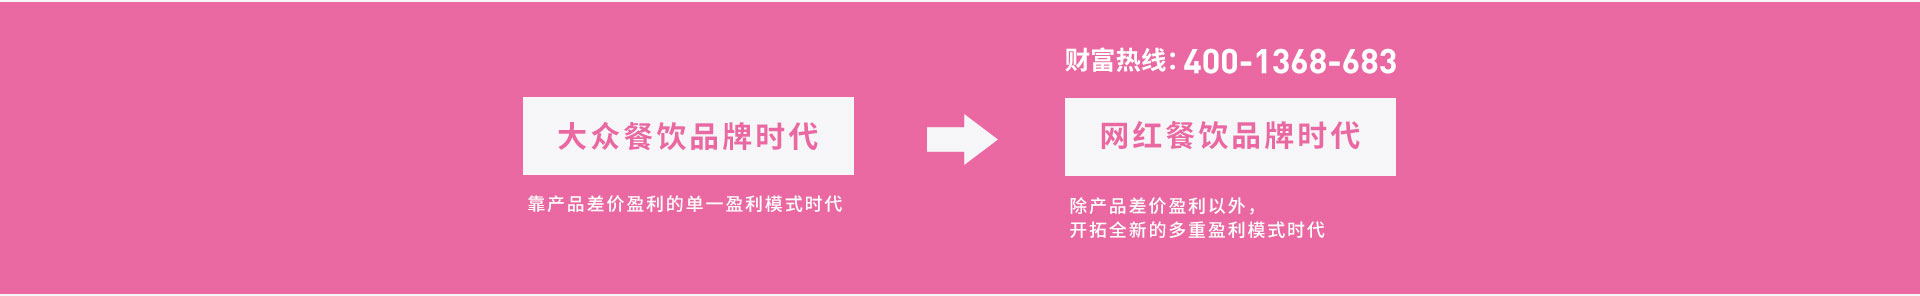 财富热线：400-1368-683
大众餐饮品牌时代
靠产品差价盈利的单一盈利模式时代
网红餐饮品牌时代
除产品差价盈利以外，
开拓全新的多重盈利模式时代